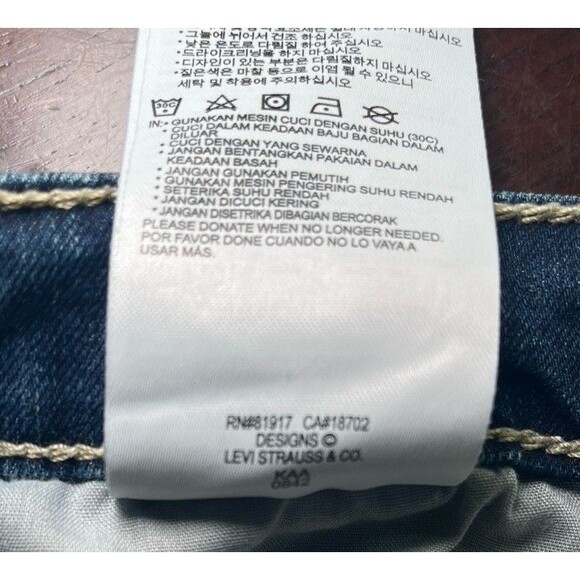 •그늘에 뉘어서 건조 하십시오
•낮은 온도로 다림질 하여 주십시오
•드라이크리닝을 하지 마십시오
•디자인이 있는 부분은 다림질하지 마십시오
•짙은색은 마찰 등으로 이염 될 수 있으니
세탁 및 착용에 주의하십시오
30C
IN:• GUNAKAN MESIN CUCI DENGAN SUHU (30C)
• CUCI DALAM KEADAAN BAJU BAGIAN DALAM
DILUAR
• CUCI DENGAN YANG SEWARNA
• JANGAN BENTANGKAN PAKAIAN DALAM
KEADAAN BASAH
• JANGAN GUNAKAN PEMUTIH
•GUNAKAN MESIN PENGERING SUHU RENDAH
SETERIKA SUHU RENDAH
• JANGAN DICUCI KERING
•JANGAN DISETRIKA DIBAGIAN BERCORAK
PLEASE DONATE WHEN NO LONGER NEEDED.
POR FAVOR DONE CUANDO NO LO VAYA A
USAR MÁS.
RN#81917 CA#18702
DESIGNS ©
LEVI STRAUSS & CO.
KAA